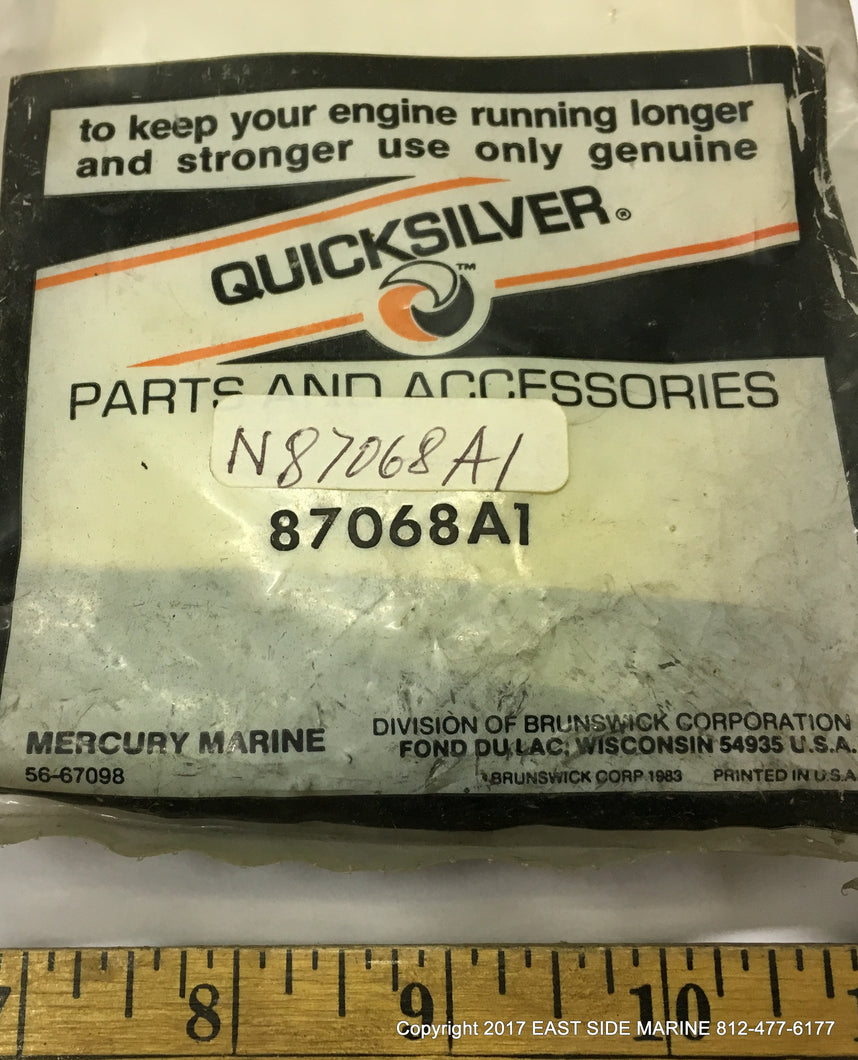 to keep your engine running longer
and stronger use only genuine
QUICKSILVER®
™
PARTS AND ACCESSORIES
N87068A1
87068A1
MERCURY MARINE
56-67098
DIVISION OF BRUNSWICK CORPORATION
FOND DU LAC, WISCONSIN 54935 U.S.A.
BRUNSWICK CORP 1983 PRINTED IN U.S.A
7 8 9 10
Copyright 2017 EAST SIDE MARINE 812-477-6177